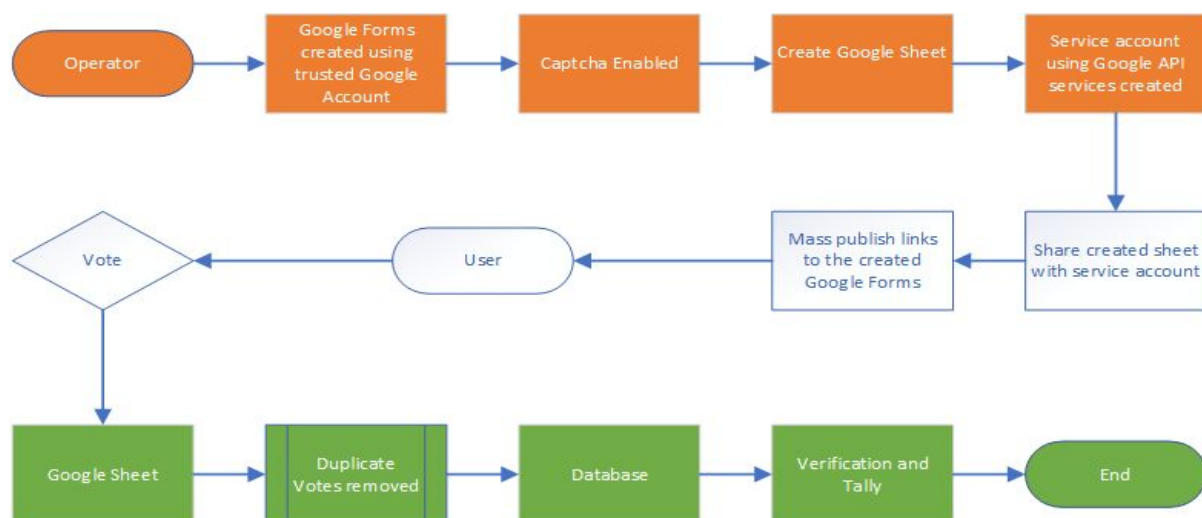 Operator
Google Forms
created using
trusted Google
Account
Captcha Enabled
Create Google Sheet
Service account
using Google API
services created
Vote
User
Mass publish links
to the created
Google Forms
Share created sheet
with service account
Google Sheet
Duplicate
Votes removed
Database
Verification and
Tally
End